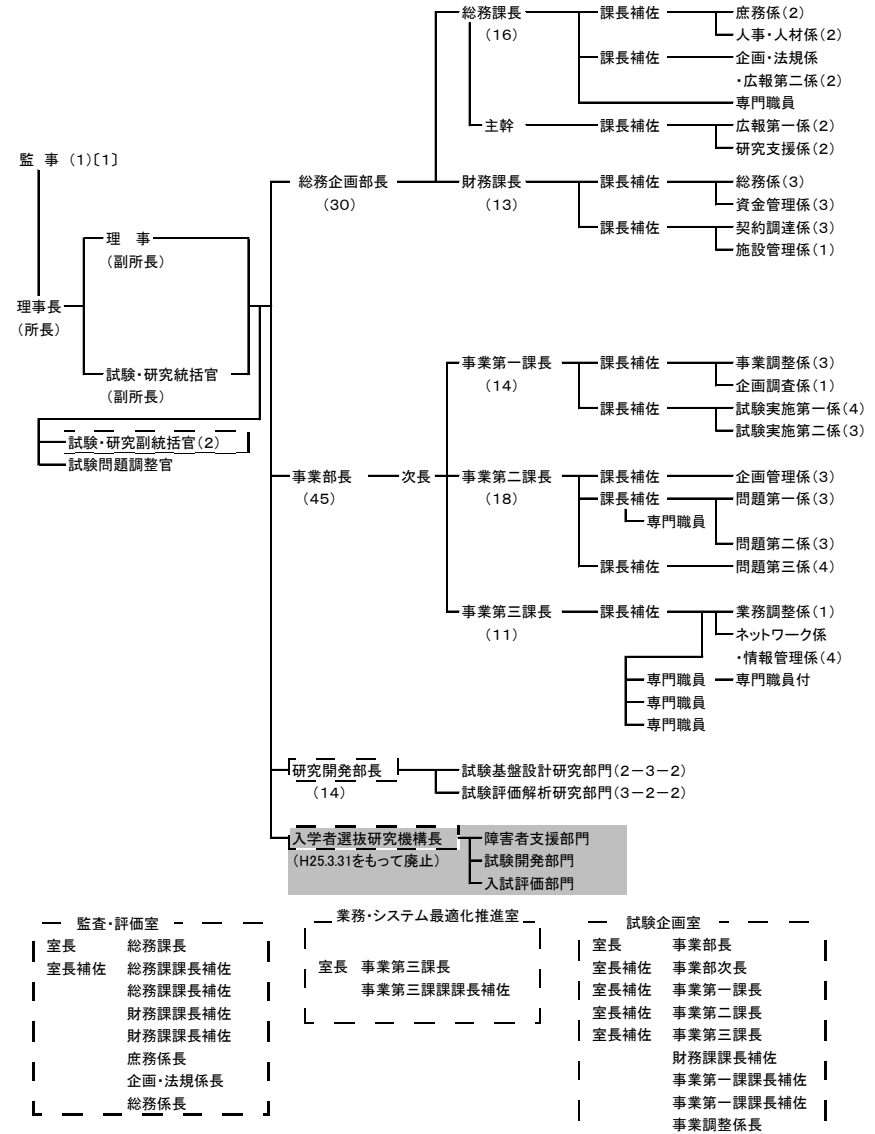 総務課長 課長補佐 庶務係(2)
(16) 人事・人材係(2)
課長補佐 企画・法規係
・広報第二係(2)
専門職員
主幹 課長補佐 広報第一係(2)
研究支援係(2)
監 事 (1)〔1〕
総務企画部長 財務課長 課長補佐 総務係(3)
(30) (13) 資金管理係(3)
課長補佐 契約調達係(3)
施設管理係(1)
理 事
(副所長)
理事長
(所長)
試験・研究統括官
(副所長)
試験・研究副統括官(2)
試験問題調整官
事業第一課長 課長補佐 事業調整係(3)
(14) 企画調査係(1)
課長補佐 試験実施第一係(4)
試験実施第二係(3)
事業部長 次長 事業第二課長 課長補佐 企画管理係(3)
(45) (18) 課長補佐 問題第一係(3)
専門職員
問題第二係(3)
課長補佐 問題第三係(4)
事業第三課長 課長補佐 業務調整係(1)
(11) ネットワーク係
・情報管理係(4)
専門職員 専門職員付
専門職員
専門職員
研究開発部長 試験基盤設計研究部門(2-3-2)
(14) 試験評価解析研究部門(3-2-2)
入学者選抜研究機構長 障害者支援部門
(H25.3.31をもって廃止) 試験開発部門
入試評価部門
監査・評価室
室長 総務課長
室長補佐 総務課課長補佐
総務課課長補佐
財務課課長補佐
財務課課長補佐
庶務係長
企画・法規係長
総務係長
業務・システム最適化推進室
室長 事業第三課長
事業第三課課長補佐
試験企画室
室長 事業部長
室長補佐 事業部次長
室長補佐 事業第一課長
室長補佐 事業第二課長
室長補佐 事業第三課長
財務課課長補佐
事業第一課課長補佐
事業第一課課長補佐
事業調整係長